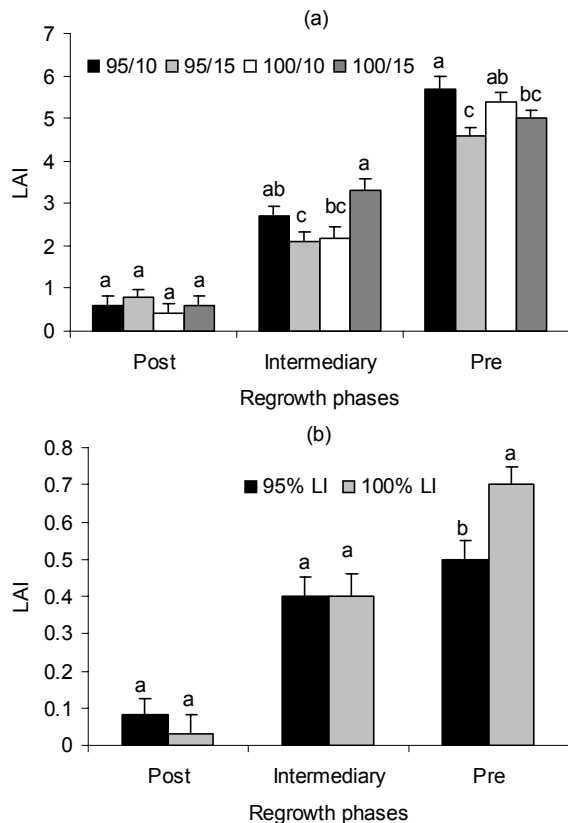 (a)
7
6
5
4
3
2
1
0
LAI
95/10 95/15 100/10 100/15
a a a a
ab c bc a
a c ab bc
Post Intermediary Pre
Regrowth phases
(b)
0.8
0.7
0.6
0.5
0.4
0.3
0.2
0.1
0
LAI
95% LI 100% LI
a a
a a
b a
Post Intermediary Pre
Regrowth phases